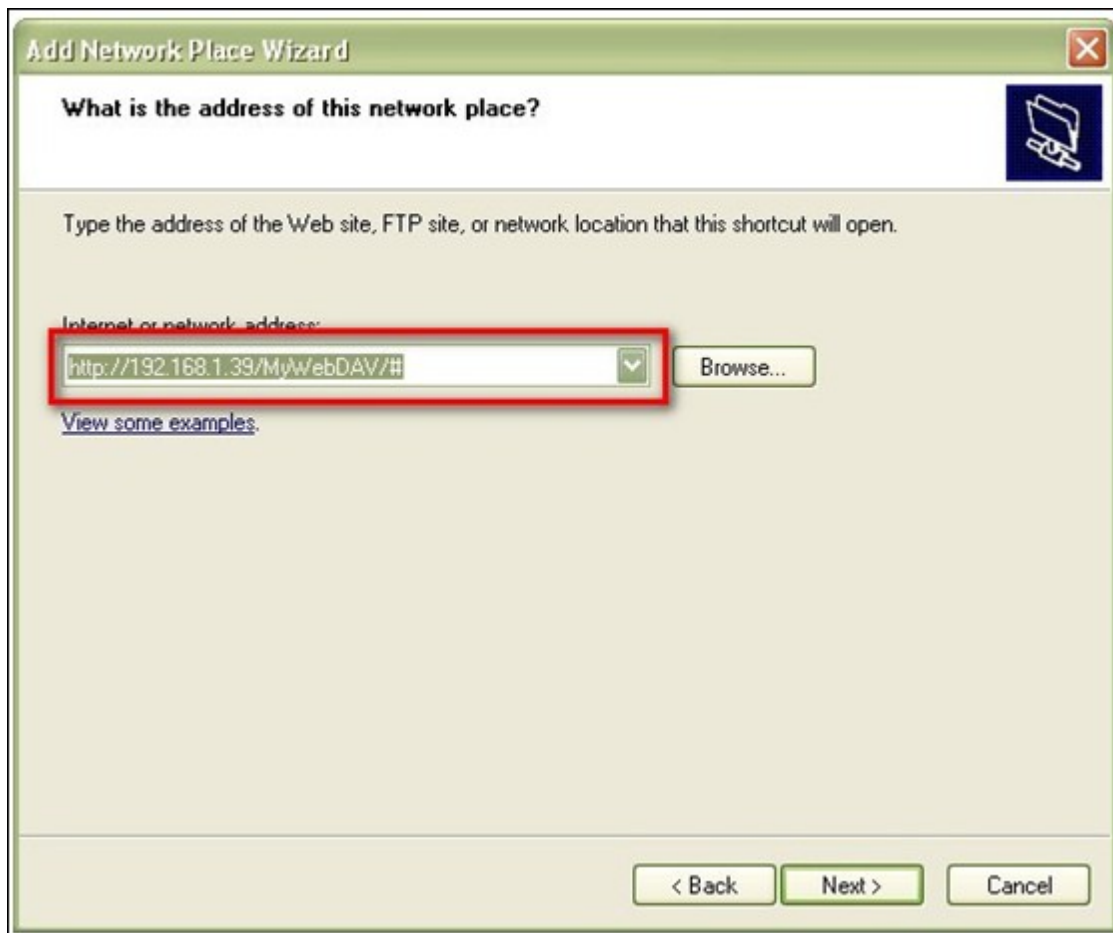 Add Network Place Wizard
What is the address of this network place?
Type the address of the Web site, FTP site, or network location that this shortcut will open.
Internet or network address:
http://192.168.1.39/MyWebDAV/#
Browse...
View some examples.
< Back
Next >
Cancel